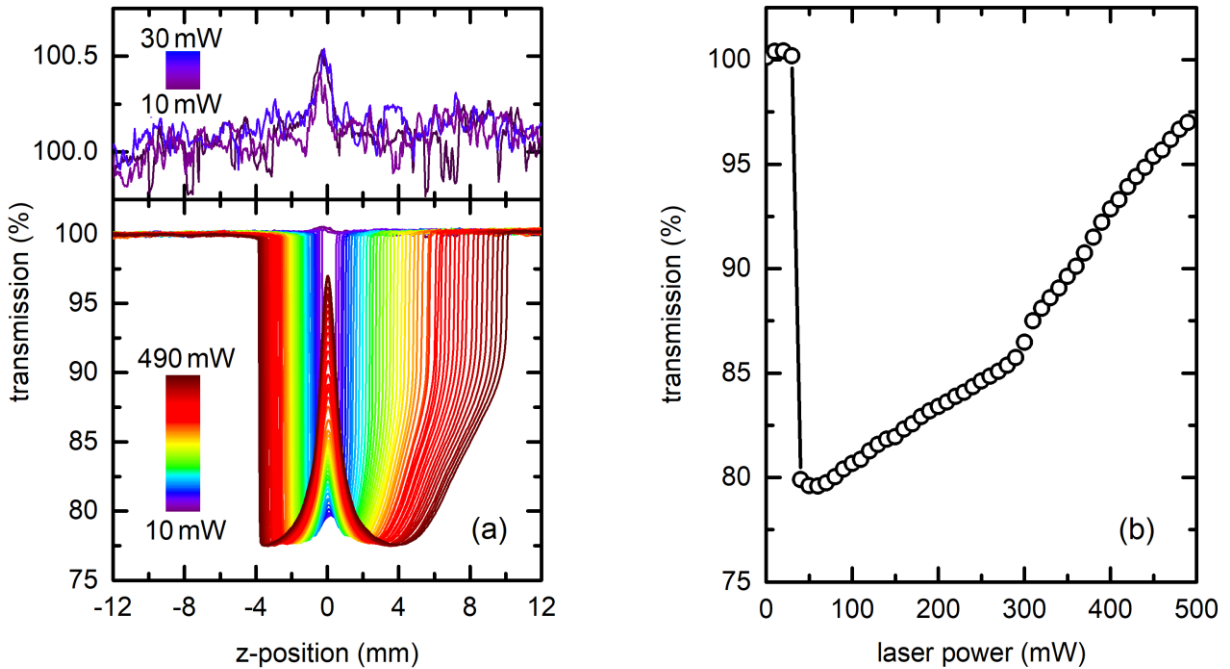 30 mW
10 mW
100.5
100.0
transmission (%)
100
95
90
85
80
75
490 mW
10 mW
(a)
-12 -8 -4 0 4 8 12
z-position (mm)
transmission (%)
100
95
90
85
80
75
(b)
0 100 200 300 400 500
laser power (mW)